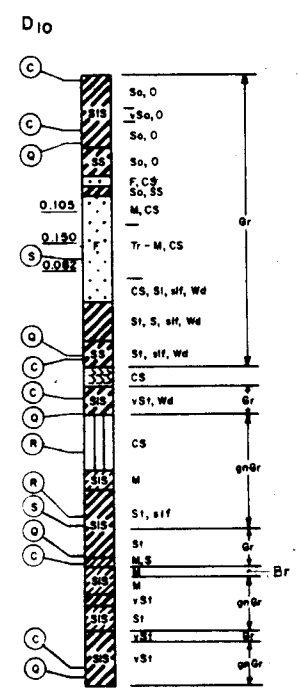 D10
C
So, O
SIS
vSo, O
C
So, O
Q
SS
So, O
F, CS
So, SS
0.105
M, CS
Gr
0.150
F
Tr - M, CS
S
0.082
CS, Sl, slf, Wd
St, S, slf, Wd
Q
SS
St, slf, Wd
C
CS
C
SIS
vSt, Wd
Gr
Q
R
CS
gnGr
SIS
M
R
S
SIS
St, slf
Q
St
Gr
C
M, S
SIS
M
Br
M
vSt
gnGr
SIS
St
vSt
Br
C
SIS
vSt
gnGr
Q